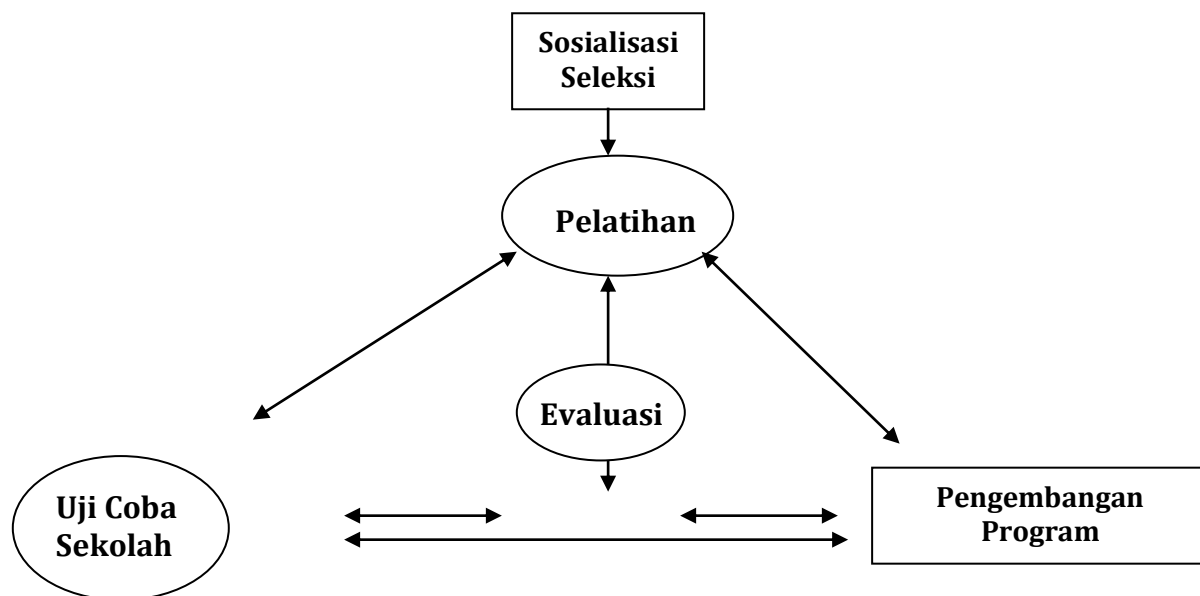 Sosialisasi
Seleksi
Pelatihan
Evaluasi
Uji Coba
Sekolah
Pengembangan
Program